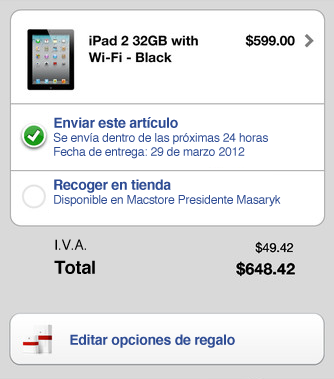 iPad 2 32GB with $599.00
Wi-Fi - Black
Enviar este artículo
Se envía dentro de las próximas 24 horas
Fecha de entrega: 29 de marzo 2012
Recoger en tienda
Disponible en Macstore Presidente Masaryk
I.V.A. $49.42
Total $648.42
Editar opciones de regalo